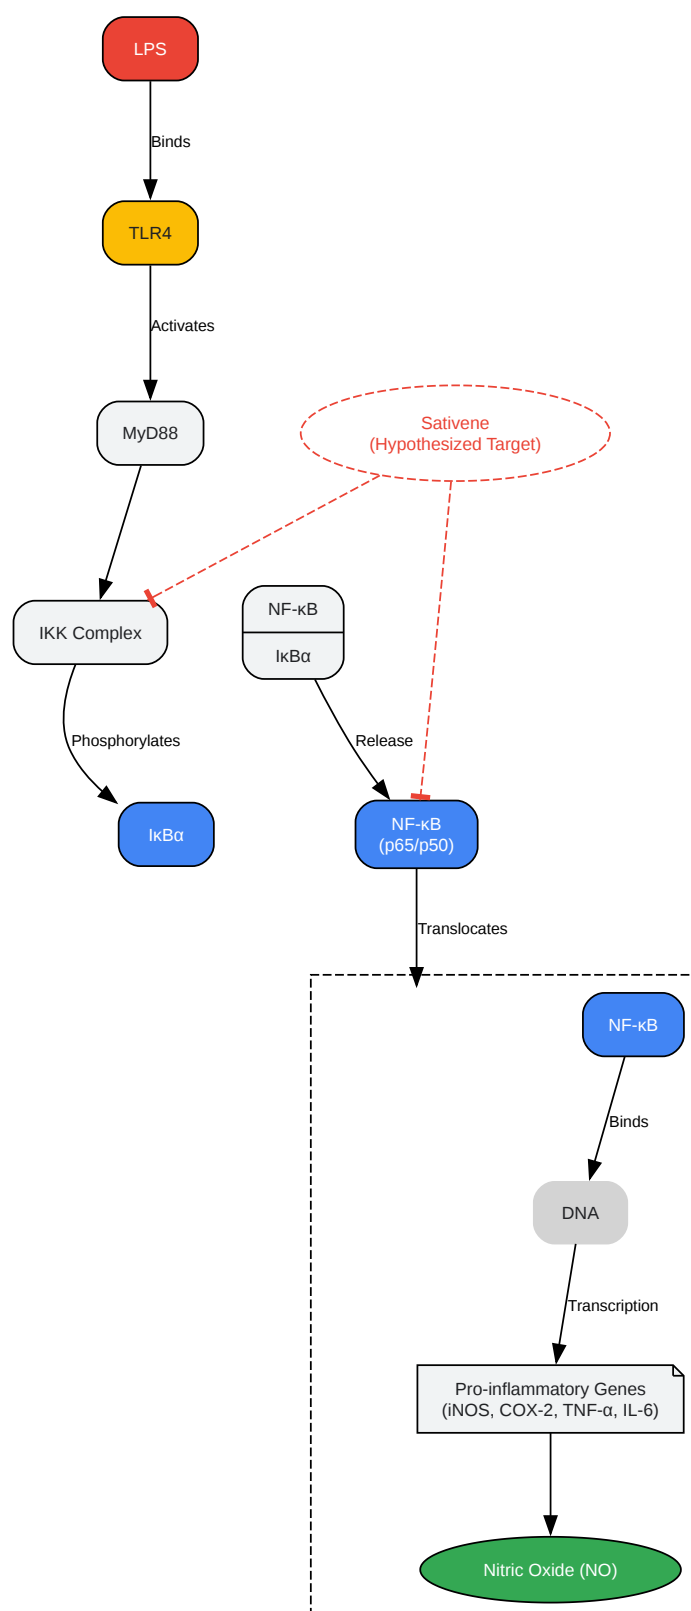 LPS
Binds
TLR4
Activates
MyD88
Sativene
(Hypothesized Target)
IKK Complex
NF-κB
IκBα
Phosphorylates
Release
IκBα
NF-κB
(p65/p50)
Translocates
NF-κB
Binds
DNA
Transcription
Pro-inflammatory Genes
(iNOS, COX-2, TNF-α, IL-6)
Nitric Oxide (NO)